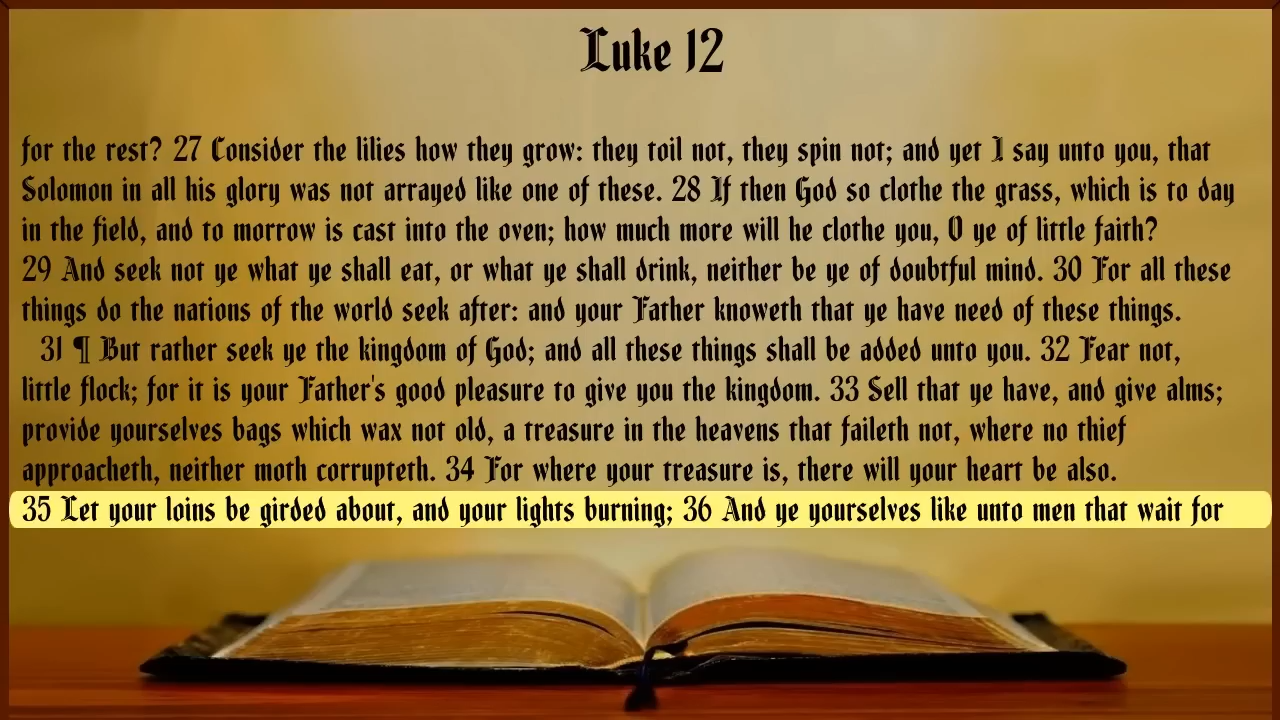 Luke 12
for the rest? 27 Consider the lilies how they grow: they toil not, they spin not; and yet I say unto you, that
Solomon in all his glory was not arrayed like one of these. 28 If then God so clothe the grass, which is to day
in the field, and to morrow is cast into the oven; how much more will he clothe you, O ye of little faith?
29 And seek not ye what ye shall eat, or what ye shall drink, neither be ye of doubtful mind. 30 For all these
things do the nations of the world seek after: and your Father knoweth that ye have need of these things.
31 ¶ But rather seek ye the kingdom of God; and all these things shall be added unto you. 32 Fear not,
little flock; for it is your Father's good pleasure to give you the kingdom. 33 Sell that ye have, and give alms;
provide yourselves bags which wax not old, a treasure in the heavens that faileth not, where no thief
approacheth, neither moth corrupteth. 34 For where your treasure is, there will your heart be also.
35 Let your loins be girded about, and your lights burning; 36 And ye yourselves like unto men that wait for